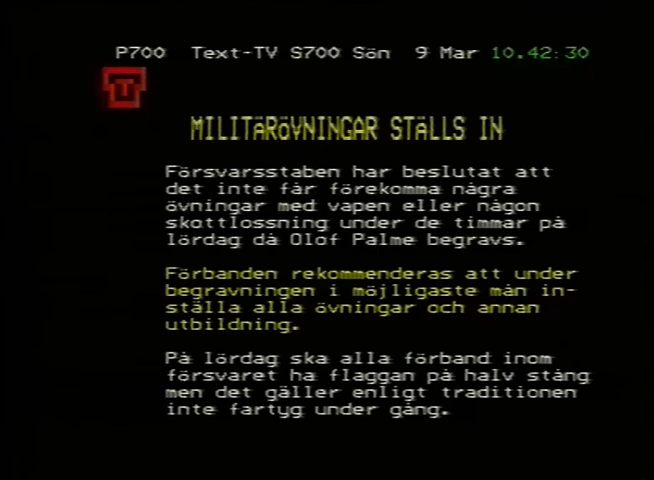 P700 Text-TV S700 Sön 9 Mar 10.42:30
T
MILITÄRÖVNINGAR STÄLLS IN
Försvarsstaben har beslutat att
det inte får förekomma några
övningar med vapen eller någon
skottlossning under de timmar på
lördag då Olof Palme begravs.
Förbanden rekommenderas att under
begravningen i möjligaste mån in-
ställa alla övningar och annan
utbildning.
På lördag ska alla förband inom
försvaret ha flaggan på halv stång
men det gäller enligt traditionen
inte fartyg under gång.